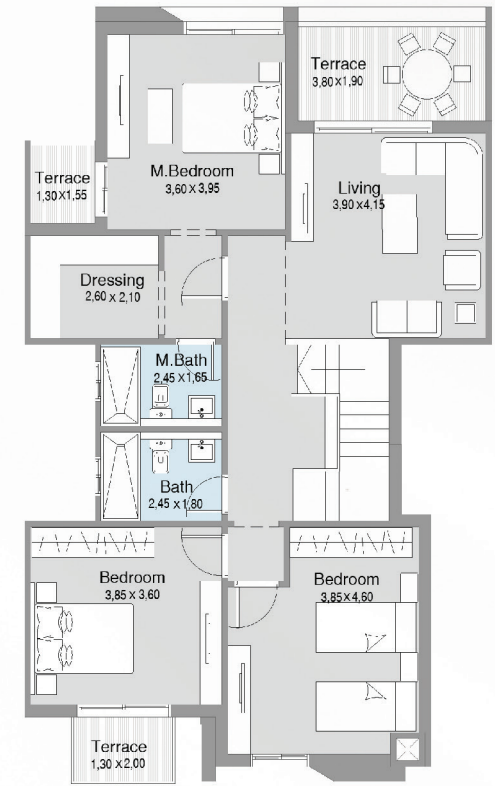 Terrace
3,80 x 1,90
M.Bedroom
3,60 x 3,95
Terrace
1,30 x 1,55
Living
3,90 x 4,15
Dressing
2,60 x 2,10
M.Bath
2,45 x 1,65
Bath
2,45 x 1,80
Bedroom
3,85 x 3,60
Bedroom
3,85 x 4,60
Terrace
1,30 x 2,00